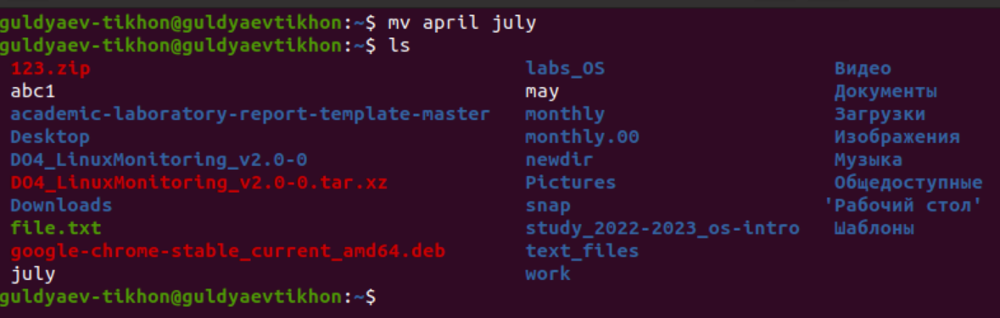 guldyaev-tikhon@guldyaevtikhon:~$ mv april july
guldyaev-tikhon@guldyaevtikhon:~$ ls
123.zip labs_OS Видео
abc1 may Документы
academic-laboratory-report-template-master monthly Загрузки
Desktop monthly.00 Изображения
DO4_LinuxMonitoring_v2.0-0 newdir Музыка
DO4_LinuxMonitoring_v2.0-0.tar.xz Pictures Общедоступные
Downloads snap 'Рабочий стол'
file.txt study_2022-2023_os-intro Шаблоны
google-chrome-stable_current_amd64.deb text_files
july work
guldyaev-tikhon@guldyaevtikhon:~$